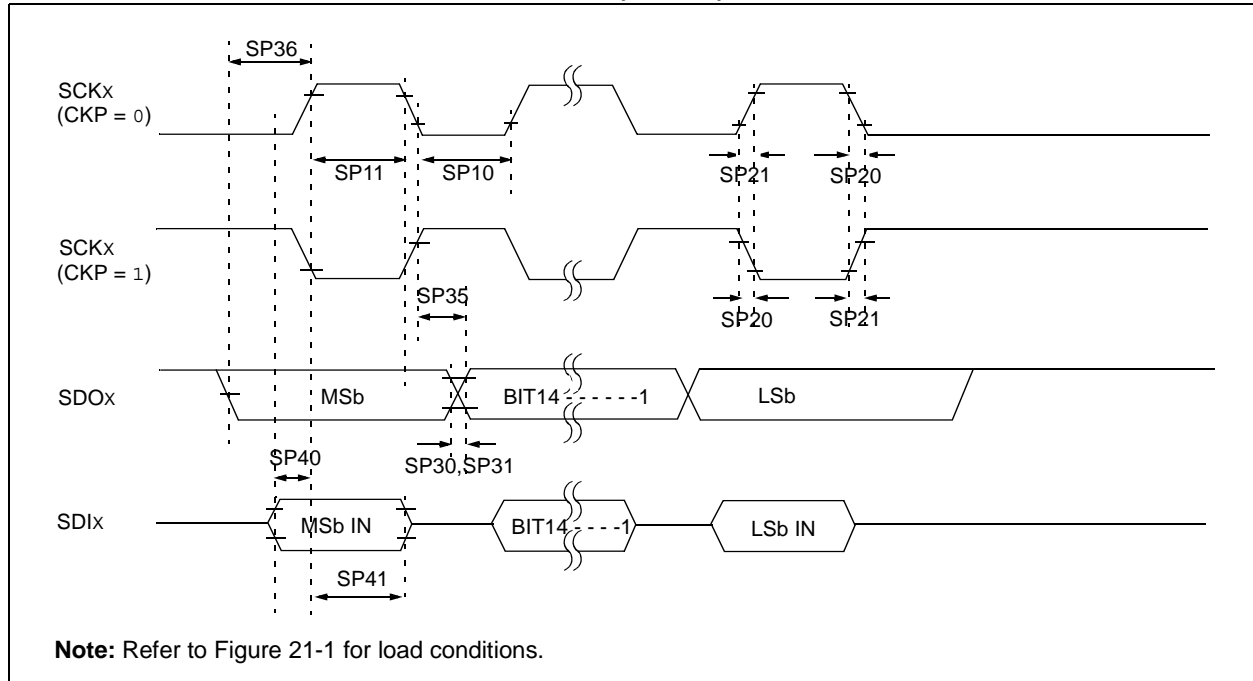 SP36
SCKX
(CKP = 0)
SP11
SP10
SP21
SP20
SCKX
(CKP = 1)
SP35
SP20
SP21
SDOX
MSb
BIT14 - - - - - -1
LSb
SP40
SP30,SP31
SDIX
MSb IN
BIT14 - - - -1
LSb IN
SP41
Note: Refer to Figure 21-1 for load conditions.